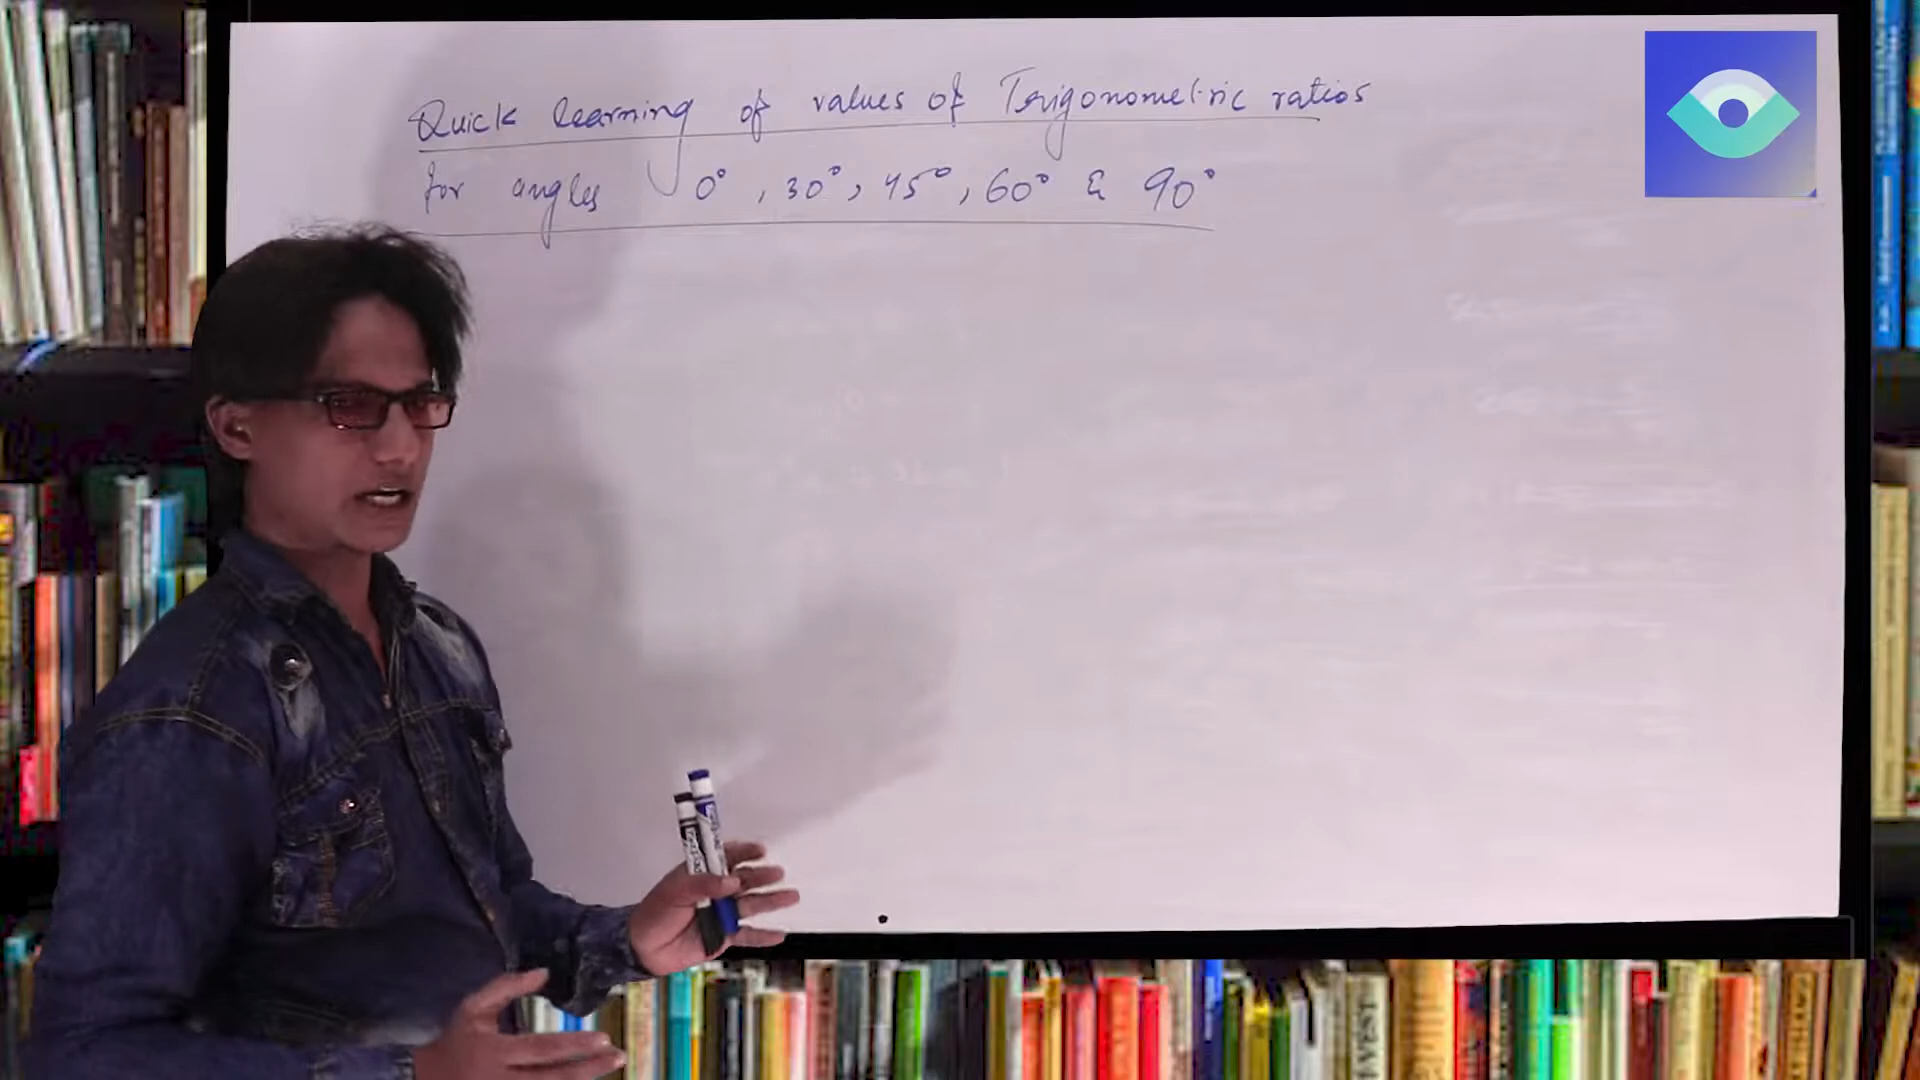 Quick learning of values of Trigonometric ratios
for angles 0°, 30°, 45°, 60° & 90°